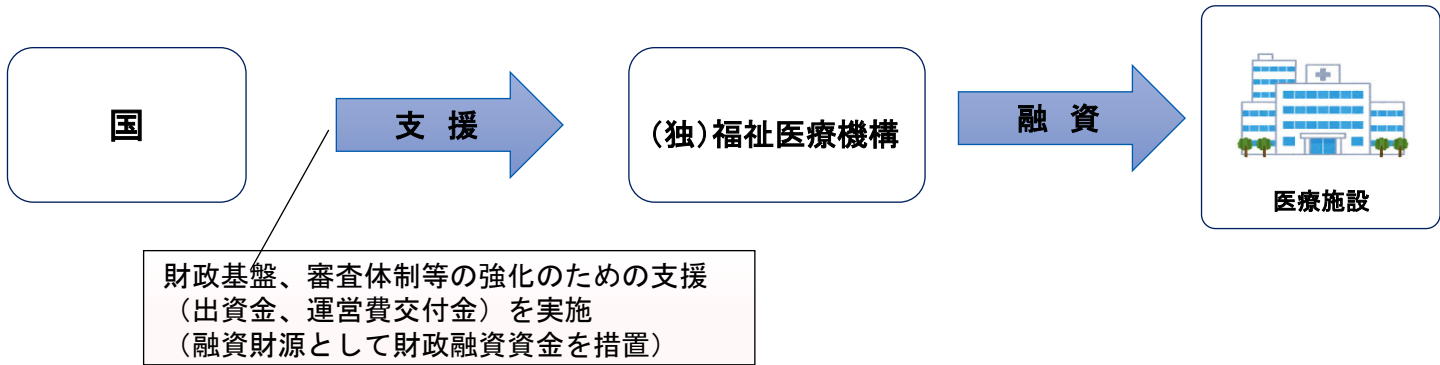 国
支 援
（独）福祉医療機構
融 資
医療施設
財政基盤、審査体制等の強化のための支援
（出資金、運営費交付金）を実施
（融資財源として財政融資資金を措置）